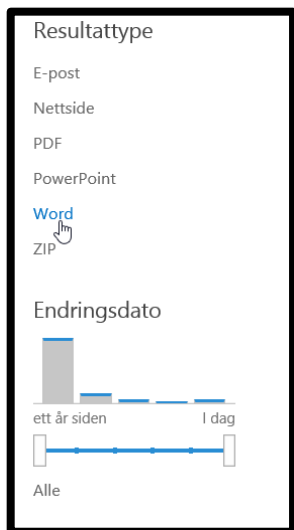 Resultattype
E-post
Nettside
PDF
PowerPoint
Word
ZIP
Endringsdato
ett år siden I dag
Alle